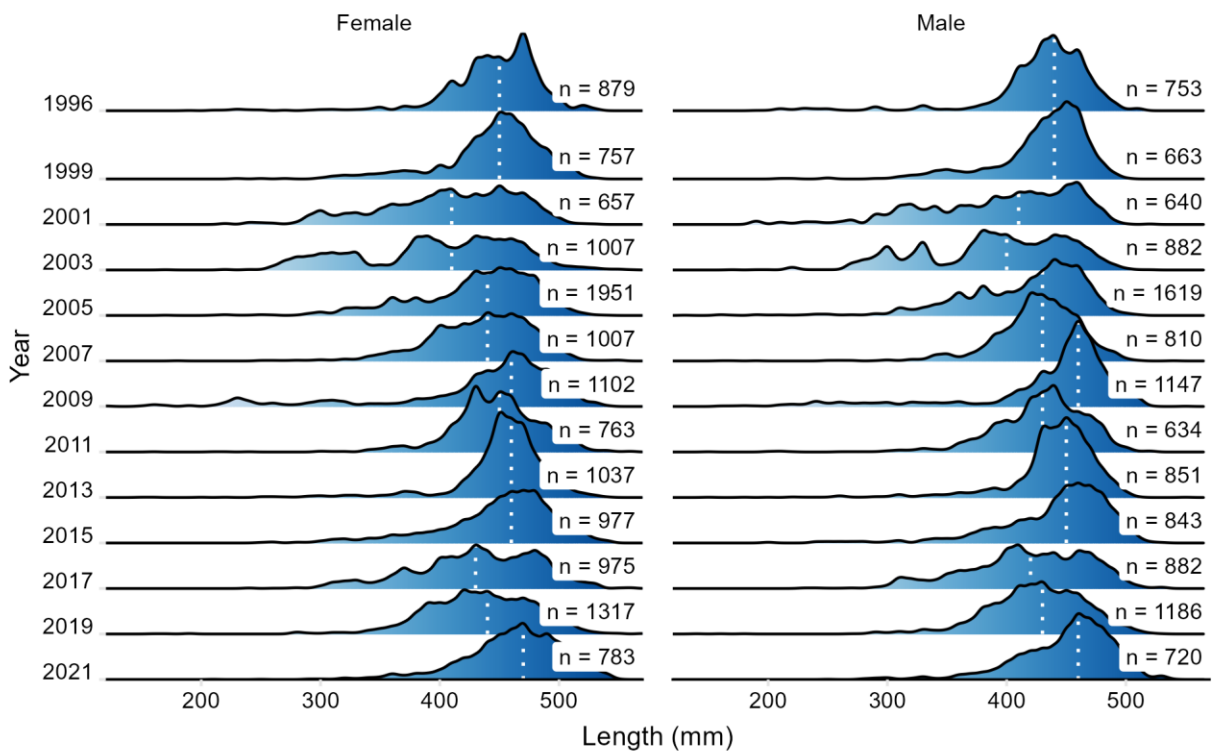 Female Male
1996 n = 879 n = 753
1999 n = 757 n = 663
2001 n = 657 n = 640
2003 n = 1007 n = 882
2005 n = 1951 n = 1619
2007 n = 1007 n = 810
2009 n = 1102 n = 1147
2011 n = 763 n = 634
2013 n = 1037 n = 851
2015 n = 977 n = 843
2017 n = 975 n = 882
2019 n = 1317 n = 1186
2021 n = 783 n = 720
Year
200 300 400 500 200 300 400 500
Length (mm)